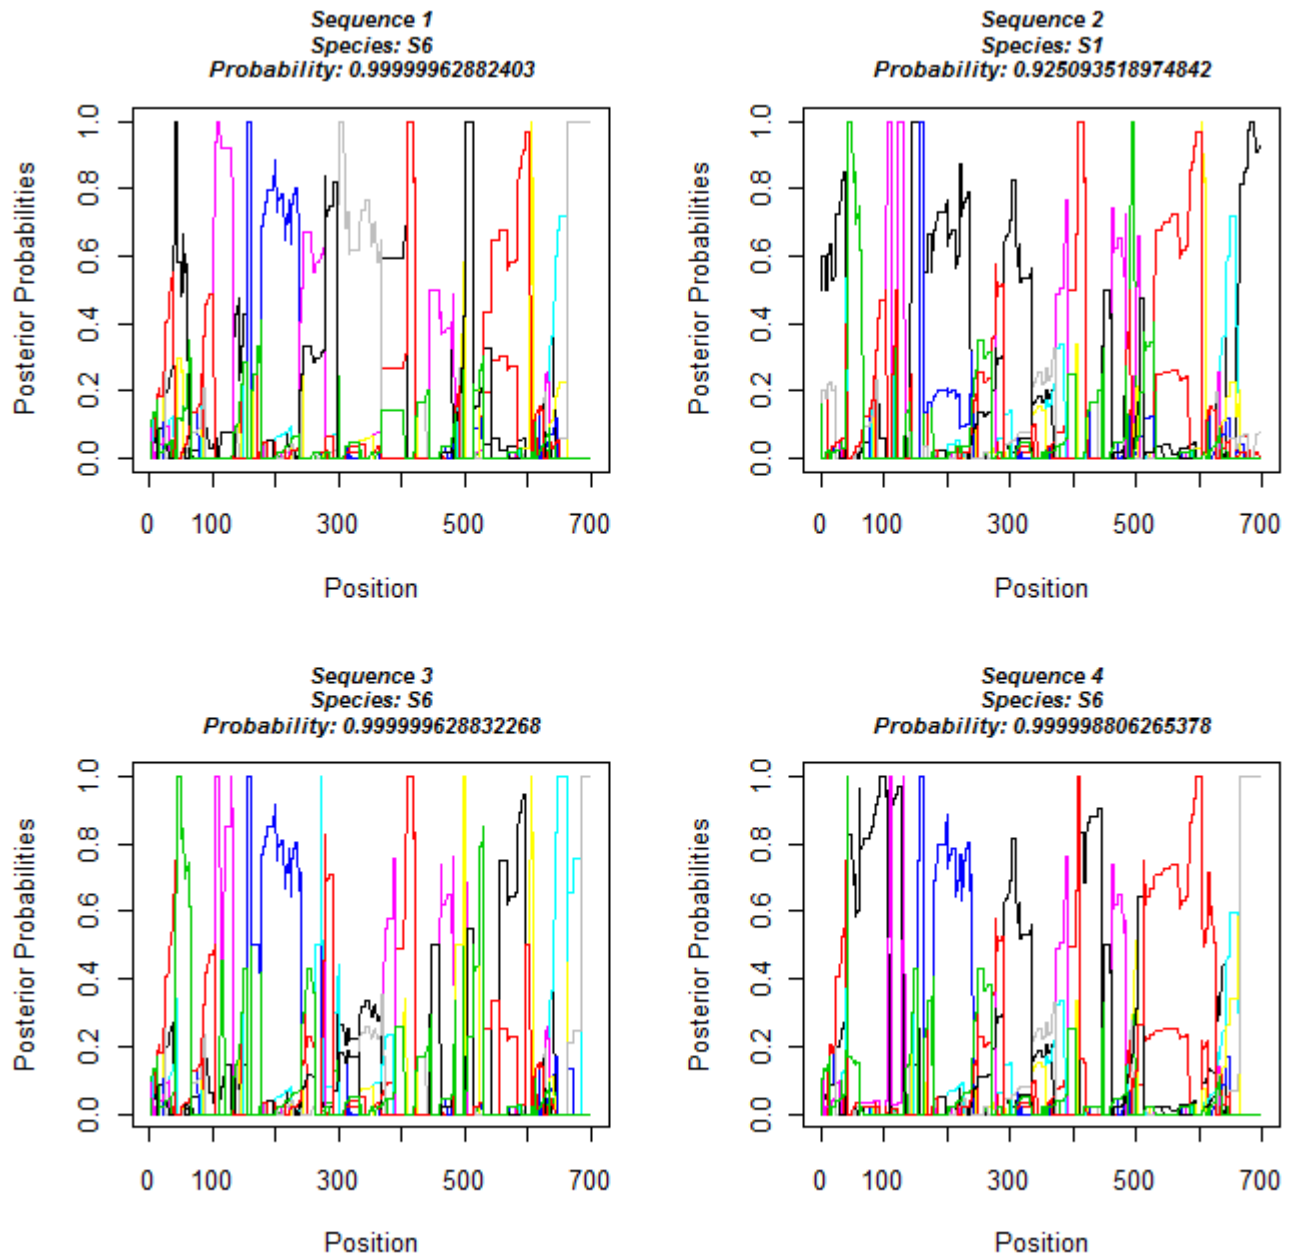 Sequence 1
Species: S6
Probability: 0.99999962882403
Posterior Probabilities
1.0
0.8
0.6
0.4
0.2
0.0
0 100 300 500 700
Position
Sequence 2
Species: S1
Probability: 0.925093518974842
Posterior Probabilities
1.0
0.8
0.6
0.4
0.2
0.0
0 100 300 500 700
Position
Sequence 3
Species: S6
Probability: 0.999999628832268
Posterior Probabilities
1.0
0.8
0.6
0.4
0.2
0.0
0 100 300 500 700
Position
Sequence 4
Species: S6
Probability: 0.999998806265378
Posterior Probabilities
1.0
0.8
0.6
0.4
0.2
0.0
0 100 300 500 700
Position